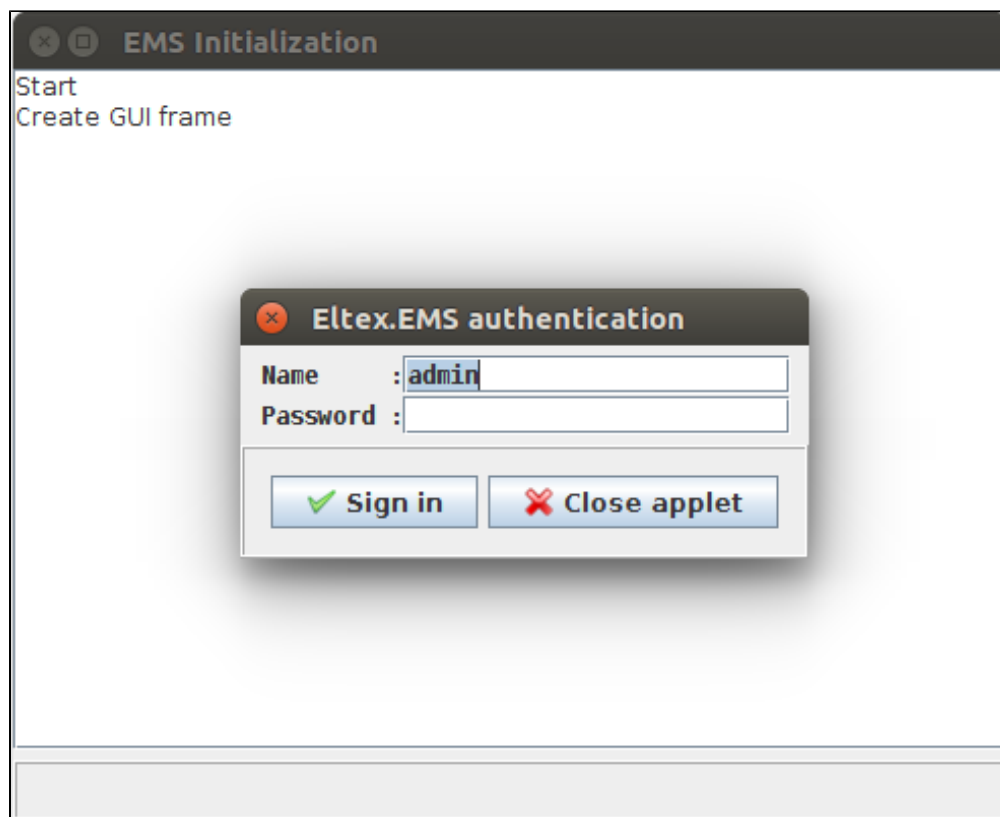 EMS Initialization
Start
Create GUI frame
Eltex.EMS authentication
Name :admin
Password :
Sign in
Close applet